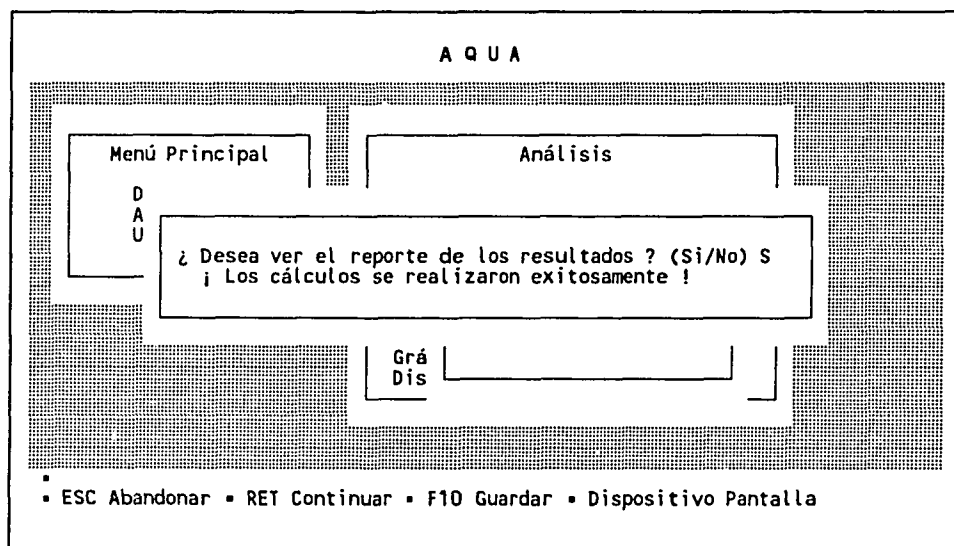 A Q U A
Menú Principal
Análisis
D
A
U
¿ Desea ver el reporte de los resultados ? (Si/No) S
¡ Los cálculos se realizaron exitosamente !
Grá
Dis
▪
▪ ESC Abandonar ▪ RET Continuar ▪ F10 Guardar ▪ Dispositivo Pantalla